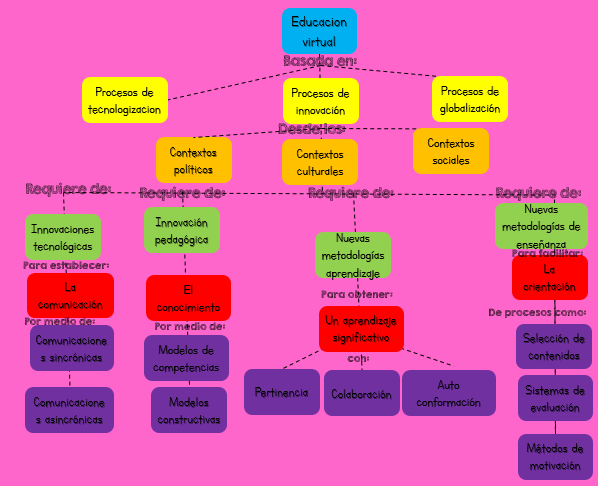 Educacion
virtual
Basada en:
Procesos de
tecnologizacion
Procesos de
innovación
Procesos de
globalización
Desde los:
Contextos
políticos
Contextos
culturales
Contextos
sociales
Requiere de:
Requiere de:
Requiere de:
Requiere de:
Innovaciones
tecnológicas
Innovación
pedagógica
Nuevas
metodologías
aprendizaje
Nuevas
metodologías de
enseñanza
Para establecer:
Para obtener:
Para facilitar:
La
comunicación
El
conocimiento
Un aprendizaje
significativo
La
orientación
Por medio de:
Por medio de:
con:
De procesos como:
Comunicacione
s sincrónicas
Modelos de
competencias
Pertinencia
Colaboración
Auto
conformación
Selección de
contenidos
Comunicacione
s asincrónicas
Modelos
constructivas
Sistemas de
evaluación
Métodos de
motivación